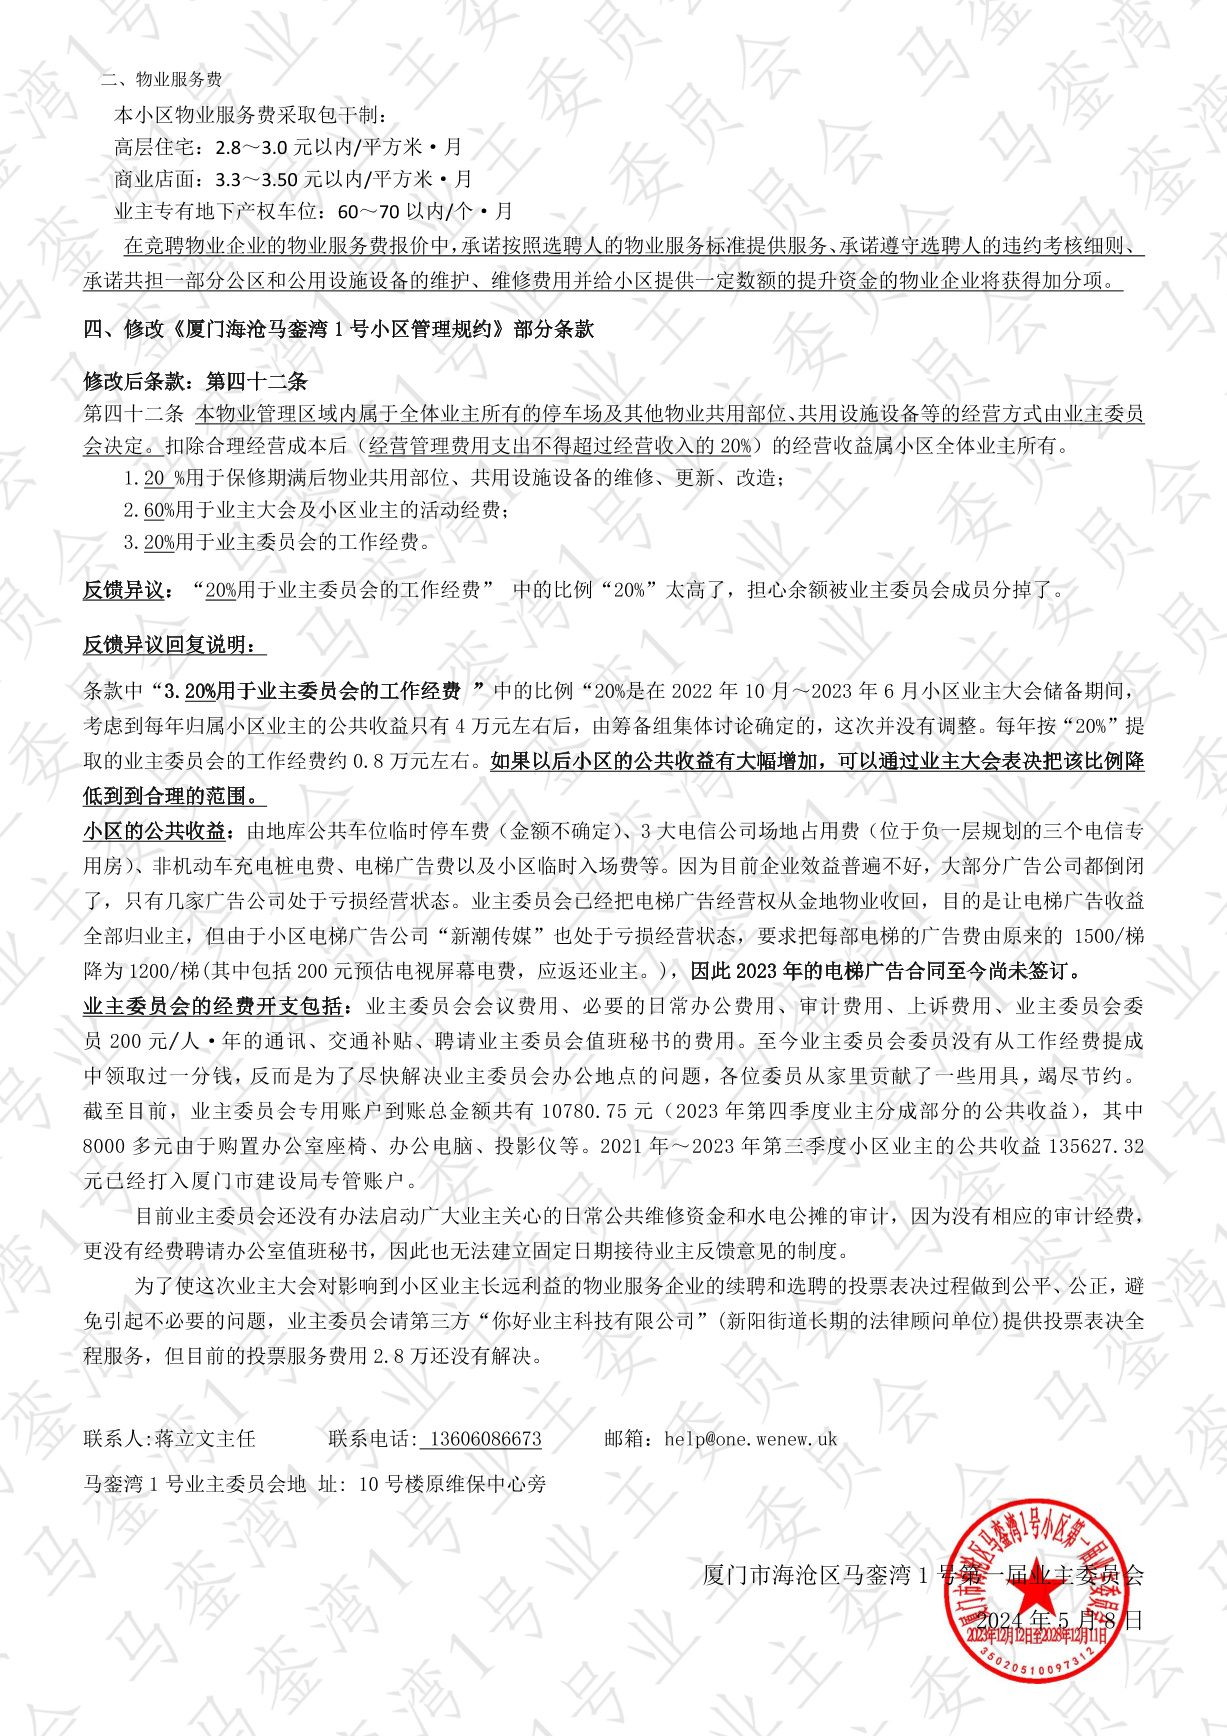 二、物业服务费
本小区物业服务费采取包干制：
高层住宅：2.8～3.0 元以内/平方米·月
商业店面：3.3～3.50 元以内/平方米·月
业主专有地下产权车位：60～70 以内/个·月
在竞聘物业企业的物业服务费报价中，承诺按照选聘人的物业服务标准提供服务、承诺遵守选聘人的违约考核细则、
承诺共担一部分公区和公用设施设备的维护、维修费用并给小区提供一定数额的提升资金的物业企业将获得加分项。
四、修改《厦门海沧马銮湾 1 号小区管理规约》部分条款
修改后条款：第四十二条
第四十二条 本物业管理区域内属于全体业主所有的停车场及其他物业共用部位、共用设施设备等的经营方式由业主委员
会决定。扣除合理经营成本后（经营管理费用支出不得超过经营收入的 20%）的经营收益属小区全体业主所有。
1.20 %用于保修期满后物业共用部位、共用设施设备的维修、更新、改造；
2.60%用于业主大会及小区业主的活动经费；
3.20%用于业主委员会的工作经费。
反馈异议：“20%用于业主委员会的工作经费” 中的比例“20%”太高了，担心余额被业主委员会成员分掉了。
反馈异议回复说明：
条款中“3.20%用于业主委员会的工作经费 ”中的比例“20%是在 2022 年 10 月～2023 年 6 月小区业主大会储备期间，
考虑到每年归属小区业主的公共收益只有 4 万元左右后，由筹备组集体讨论确定的，这次并没有调整。每年按“20%”提
取的业主委员会的工作经费约 0.8 万元左右。如果以后小区的公共收益有大幅增加，可以通过业主大会表决把该比例降
低到到合理的范围。
小区的公共收益：由地库公共车位临时停车费（金额不确定）、3 大电信公司场地占用费（位于负一层规划的三个电信专
用房）、非机动车充电桩电费、电梯广告费以及小区临时入场费等。因为目前企业效益普遍不好，大部分广告公司都倒闭
了，只有几家广告公司处于亏损经营状态。业主委员会已经把电梯广告经营权从金地物业收回，目的是让电梯广告收益
全部归业主，但由于小区电梯广告公司“新潮传媒”也处于亏损经营状态，要求把每部电梯的广告费由原来的 1500/梯
降为 1200/梯(其中包括 200 元预估电视屏幕电费，应返还业主。)，因此 2023 年的电梯广告合同至今尚未签订。
业主委员会的经费开支包括：业主委员会会议费用、必要的日常办公费用、审计费用、上诉费用、业主委员会委
员 200 元/人·年的通讯、交通补贴、聘请业主委员会值班秘书的费用。至今业主委员会委员没有从工作经费提成
中领取过一分钱，反而是为了尽快解决业主委员会办公地点的问题，各位委员从家里贡献了一些用具，竭尽节约。
截至目前，业主委员会专用账户到账总金额共有 10780.75 元（2023 年第四季度业主分成部分的公共收益），其中
8000 多元由于购置办公室座椅、办公电脑、投影仪等。2021 年～2023 年第三季度小区业主的公共收益 135627.32
元已经打入厦门市建设局专管账户。
目前业主委员会还没有办法启动广大业主关心的日常公共维修资金和水电公摊的审计，因为没有相应的审计经费，
更没有经费聘请办公室值班秘书，因此也无法建立固定日期接待业主反馈意见的制度。
为了使这次业主大会对影响到小区业主长远利益的物业服务企业的续聘和选聘的投票表决过程做到公平、公正，避
免引起不必要的问题，业主委员会请第三方“你好业主科技有限公司”(新阳街道长期的法律顾问单位)提供投票表决全
程服务，但目前的投票服务费用 2.8 万还没有解决。
联系人：蒋立文主任 联系电话：13606086673 邮箱：help@one.wenew.uk
马銮湾 1 号业主委员会地 址： 10 号楼原维保中心旁
厦门市海沧区马銮湾 1 号第一届业主委员会
2024 年 5 月 8 日
厦门市海沧区马銮湾1号小区第一届业主委员会
2023年12月12日至2028年12月11日
35020510097312